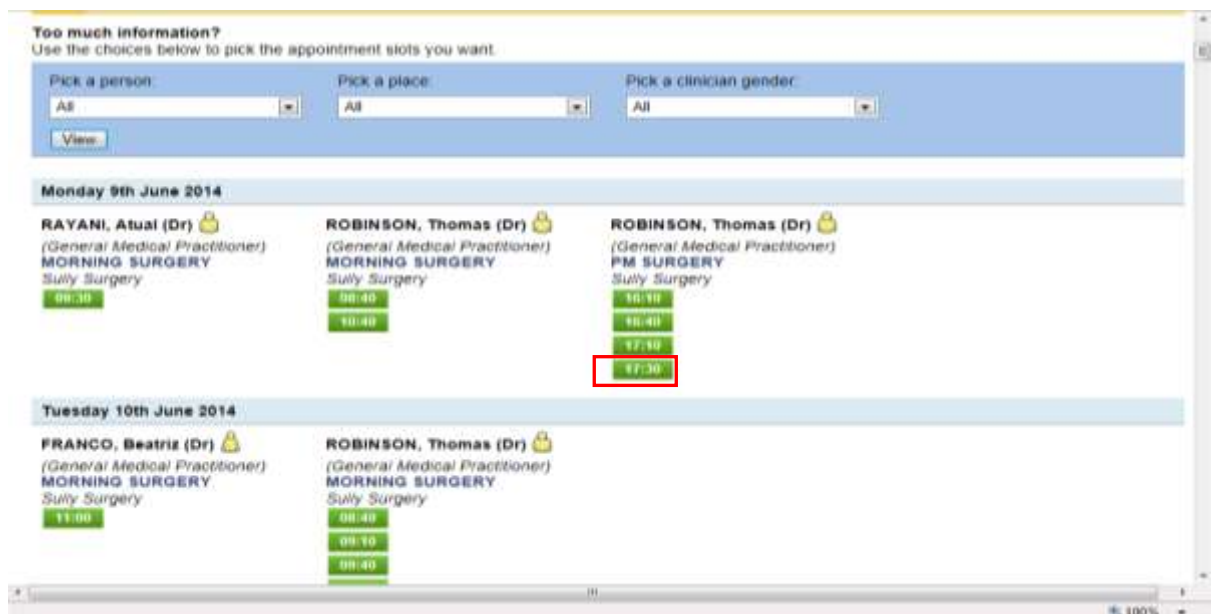 Too much information?
Use the choices below to pick the appointment slots you want.
Pick a person: Pick a place: Pick a clinician gender:
All All All
View
Monday 9th June 2014
RAYANI, Atual (Dr) ROBINSON, Thomas (Dr) ROBINSON, Thomas (Dr)
(General Medical Practitioner) (General Medical Practitioner) (General Medical Practitioner)
MORNING SURGERY MORNING SURGERY PM SURGERY
Sully Surgery Sully Surgery Sully Surgery
16:10
10:40 16:40
17:10
17:30
Tuesday 10th June 2014
FRANCO, Beatriz (Dr) ROBINSON, Thomas (Dr)
(General Medical Practitioner) (General Medical Practitioner)
MORNING SURGERY MORNING SURGERY
Sully Surgery Sully Surgery
11:00 08:40
09:10
09:40
100%